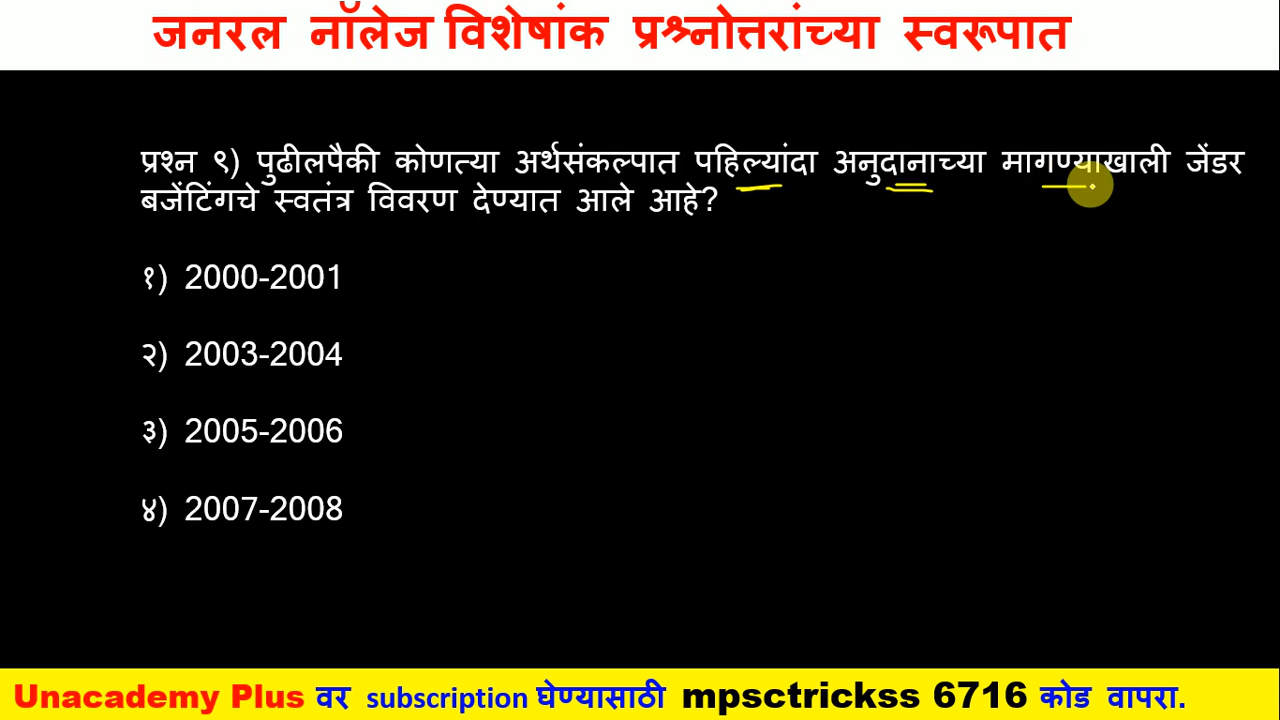 जनरल नॉलेज विशेषांक प्रश्नोत्तरांच्या स्वरूपात
प्रश्न ९) पुढीलपैकी कोणत्या अर्थसंकल्पात पहिल्यांदा अनुदानाच्या मागण्याखाली जेंडर
बजेंटिंगचे स्वतंत्र विवरण देण्यात आले आहे?
१) 2000-2001
२) 2003-2004
३) 2005-2006
४) 2007-2008
Unacademy Plus वर subscription घेण्यासाठी mpsctrickss 6716 कोड वापरा.